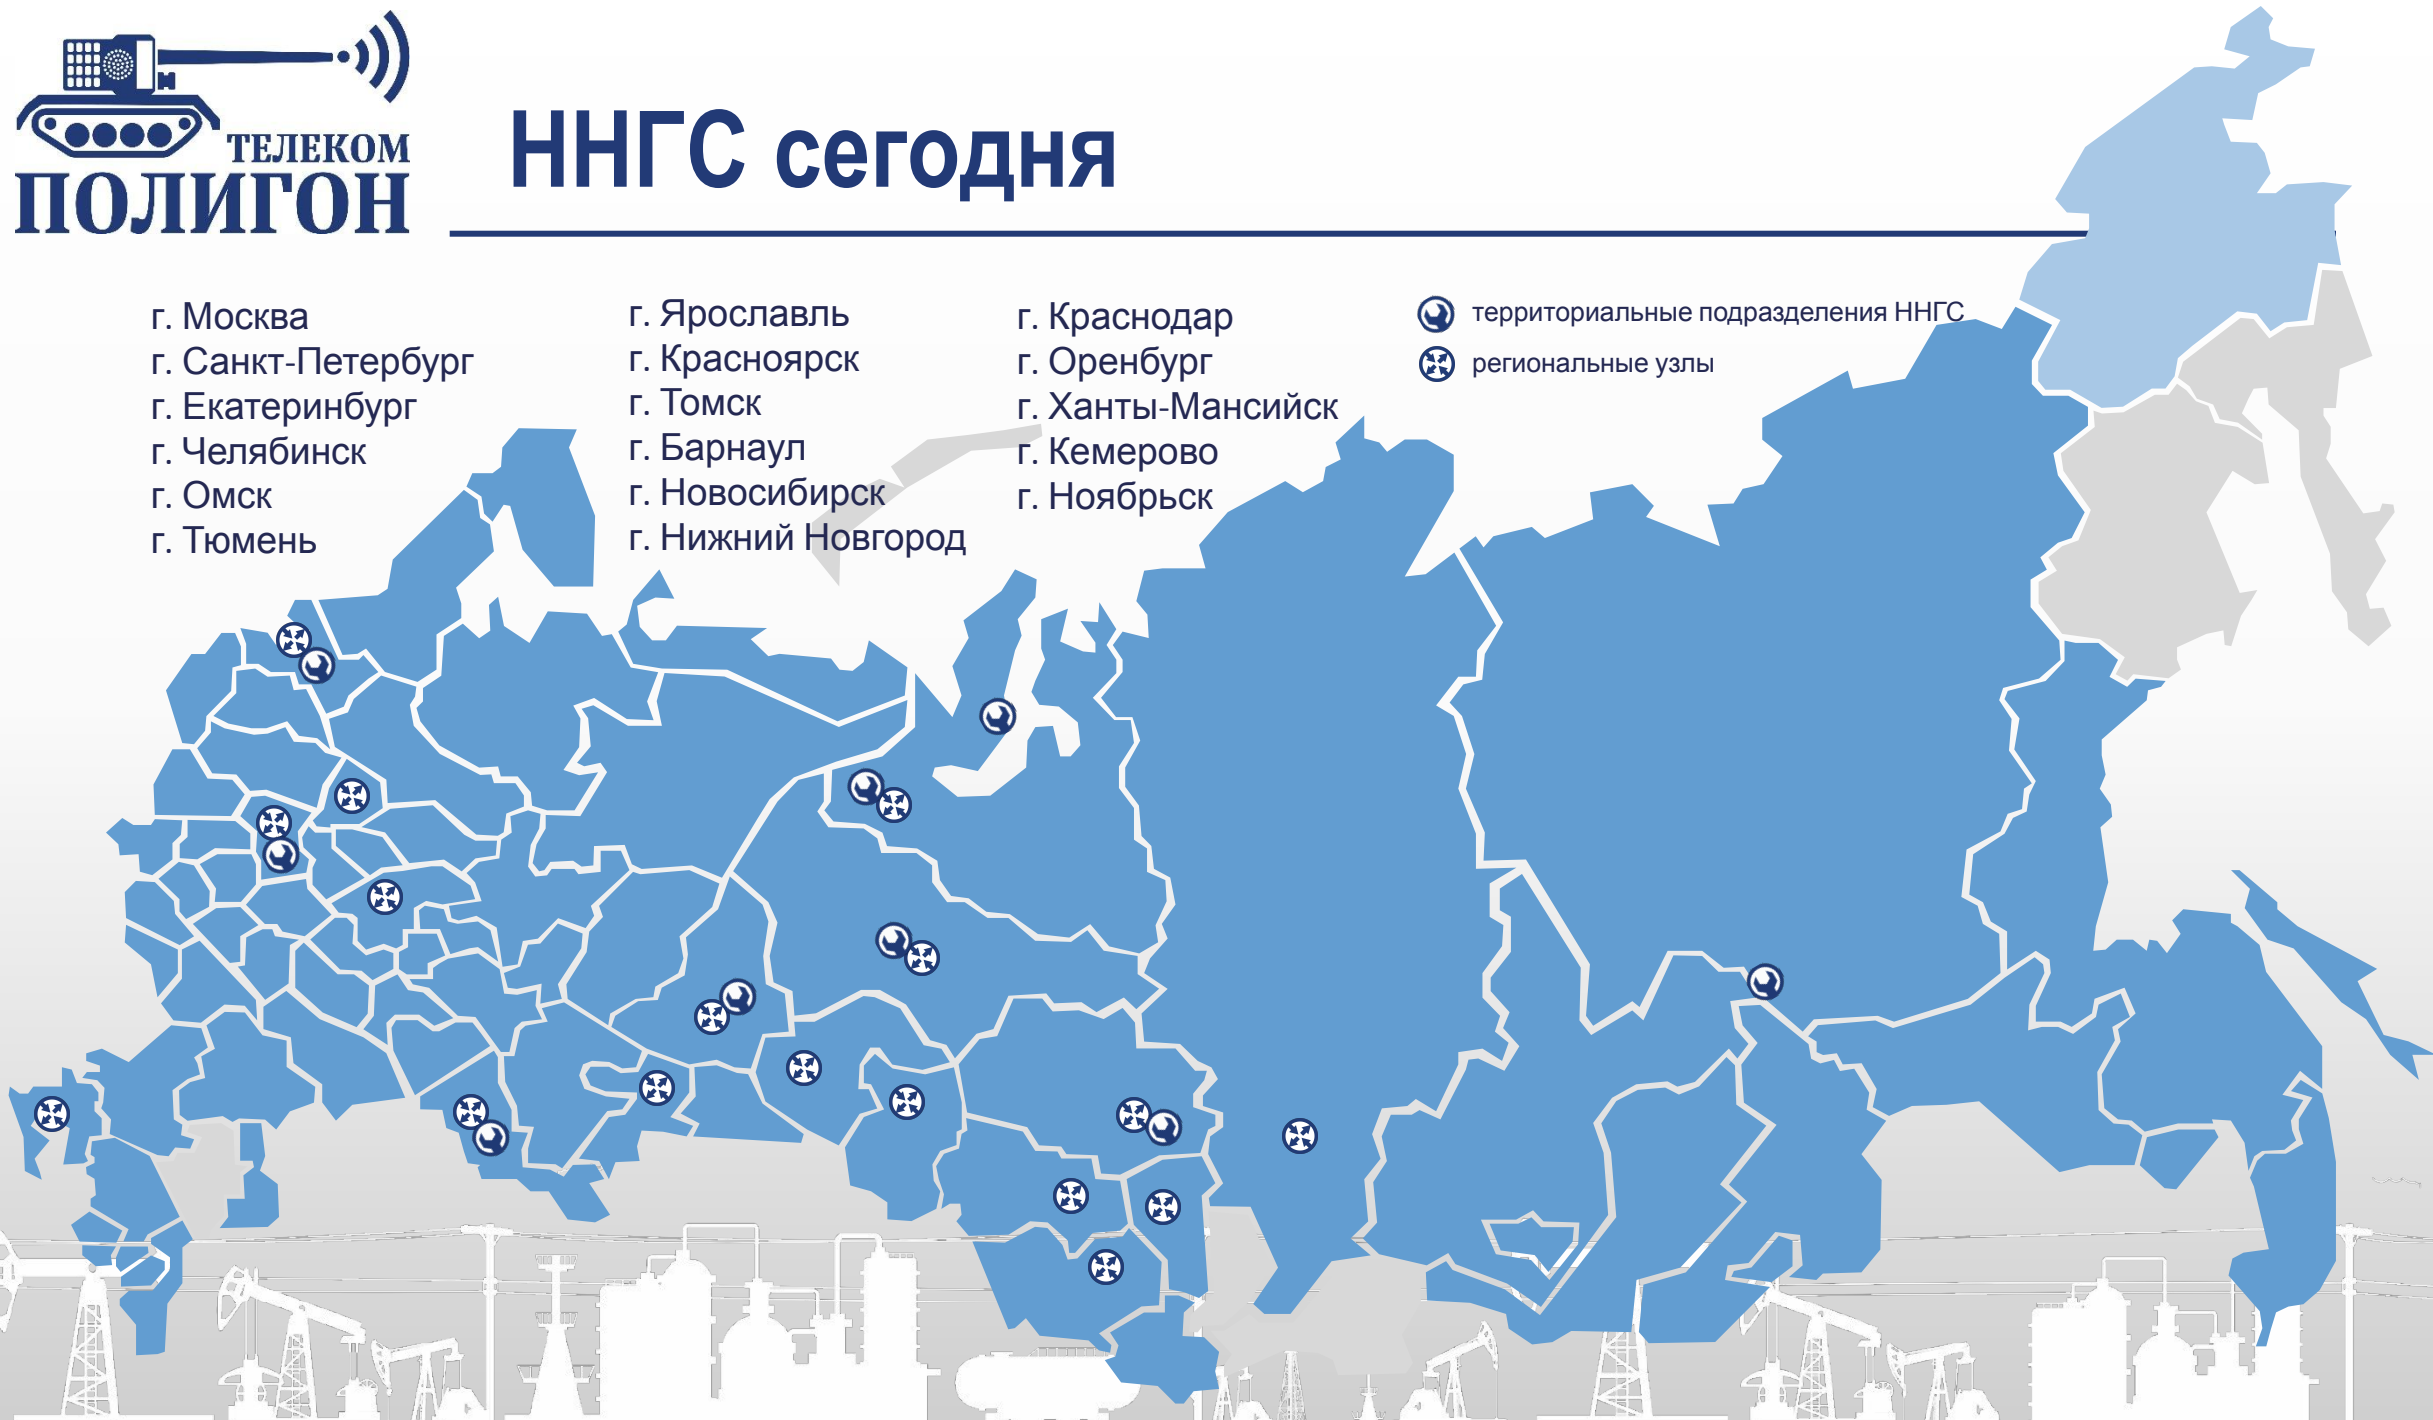 ТЕЛЕКОМ
ПОЛИГОН
ННГС сегодня
г. Москва
г. Санкт-Петербург
г. Екатеринбург
г. Челябинск
г. Омск
г. Тюмень
г. Ярославль
г. Красноярск
г. Томск
г. Барнаул
г. Новосибирск
г. Нижний Новгород
г. Краснодар
г. Оренбург
г. Ханты-Мансийск
г. Кемерово
г. Ноябрьск
территориальные подразделения ННГС
региональные узлы